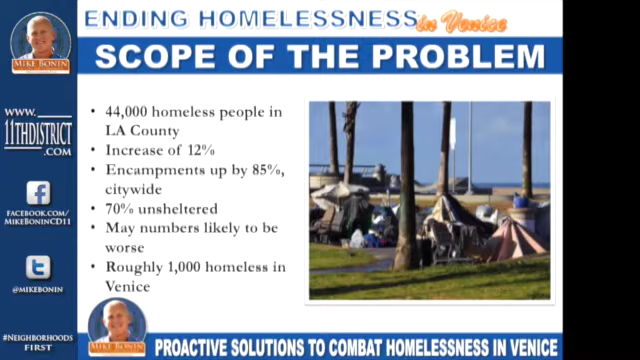 ENDING HOMELESSNESS in Venice
SCOPE OF THE PROBLEM
MIKE BONIN
WWW.
11THDISTRICT
.COM
FACEBOOK.COM/
MIKEBONINCD11
@MIKEBONIN
#NEIGHBORHOODS
FIRST
• 44,000 homeless people in
LA County
• Increase of 12%
• Encampments up by 85%,
citywide
• 70% unsheltered
• May numbers likely to be
worse
• Roughly 1,000 homeless in
Venice
MIKE BONIN
PROACTIVE SOLUTIONS TO COMBAT HOMELESSNESS IN VENICE